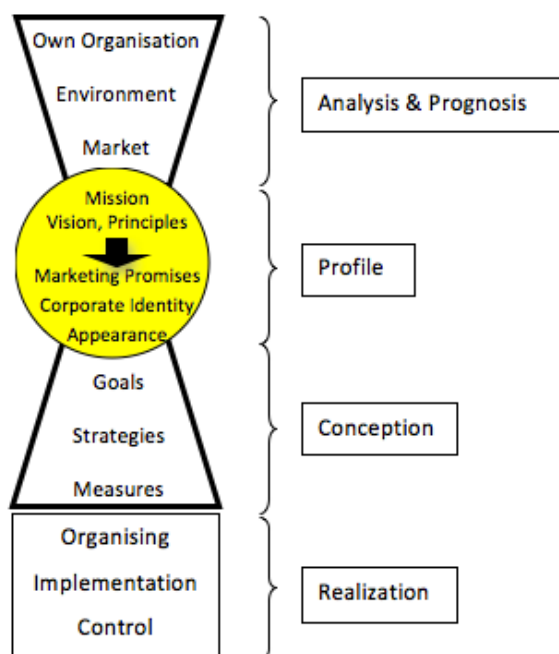 Own Organisation
Environment
Market
Analysis & Prognosis
Mission
Vision, Principles
Marketing Promises
Corporate Identity
Appearance
Profile
Goals
Strategies
Measures
Conception
Organising
Implementation
Control
Realization